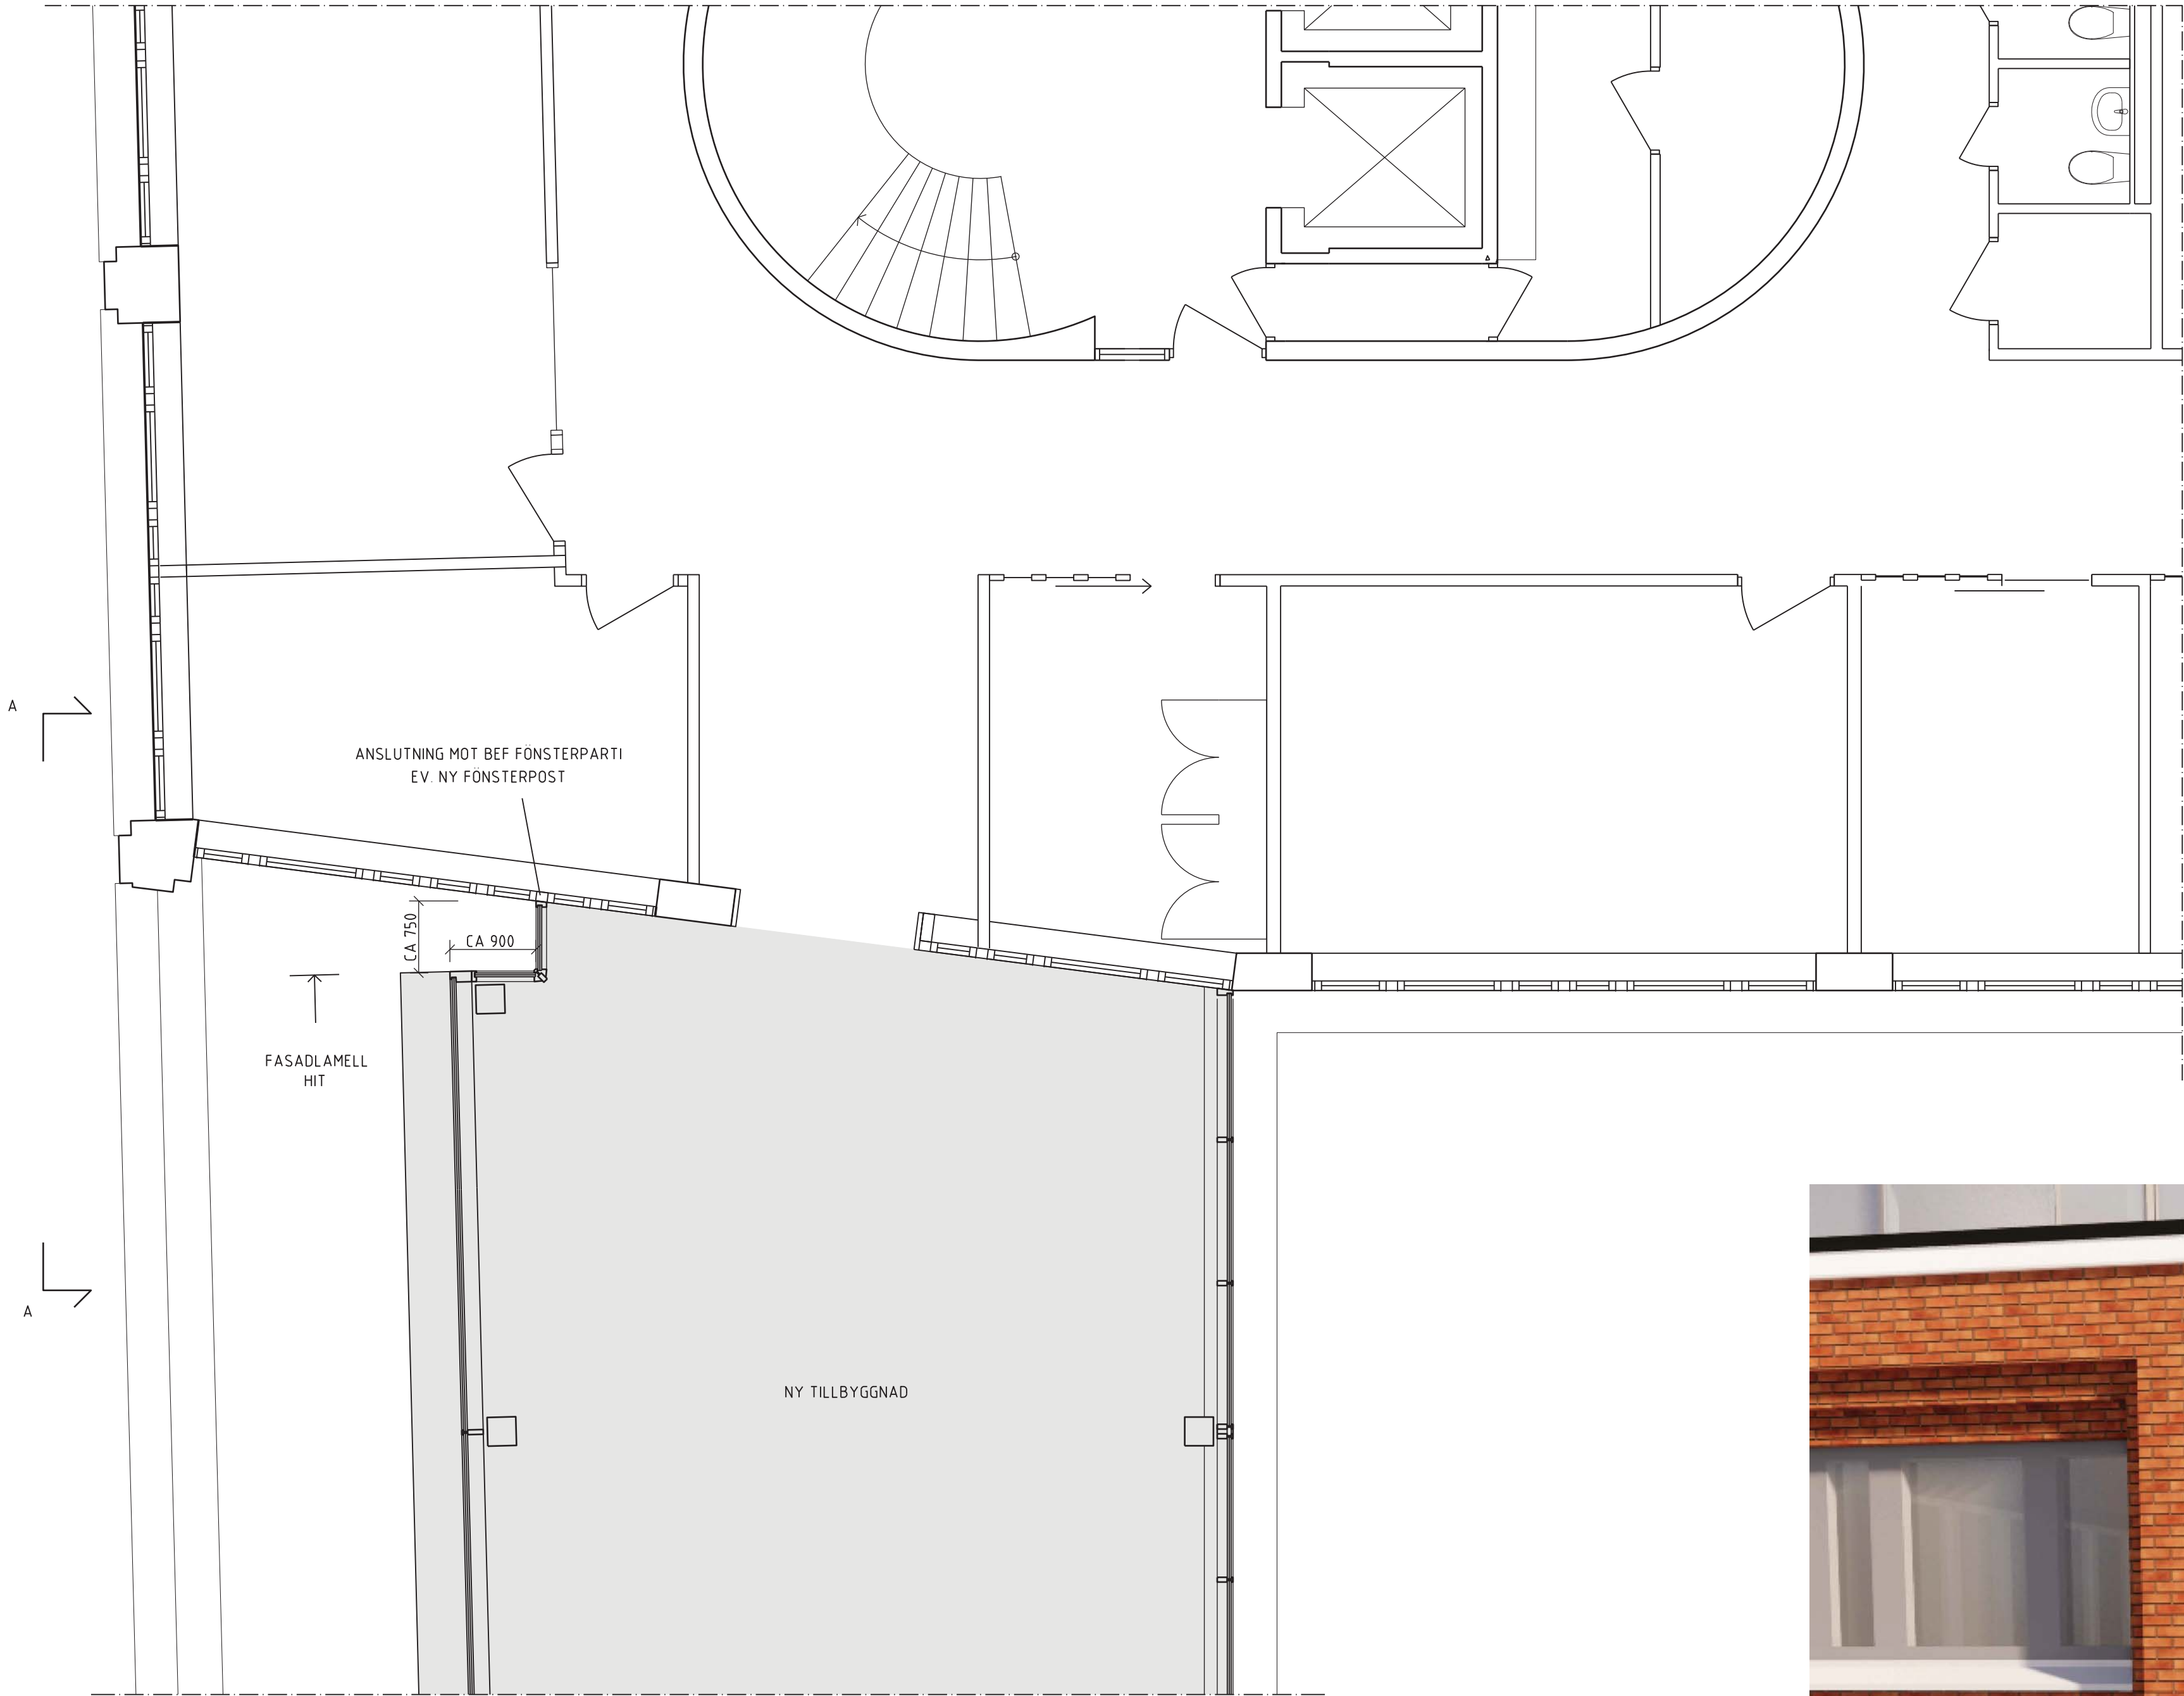 A
ANSLUTNING MOT BEF FÖNSTERPARTI
EV. NY FÖNSTERPOST
CA 750
CA 900
FASADLAMELL
HIT
A
NY TILLBYGGNAD